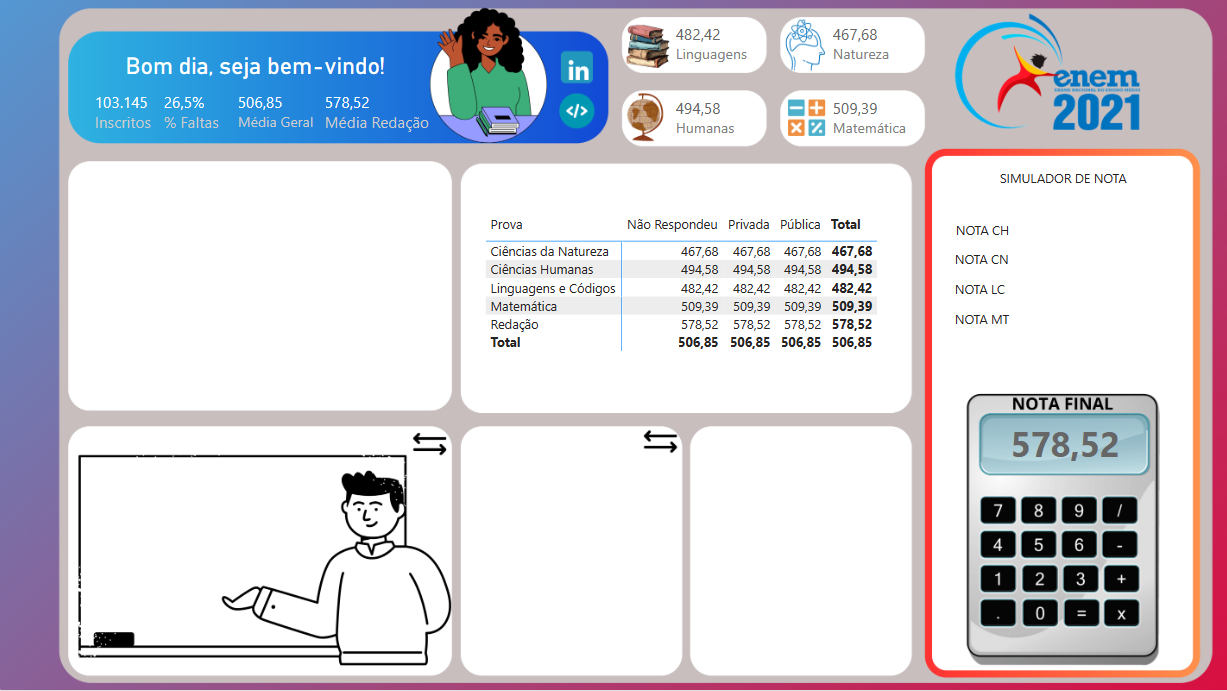 Bom dia, seja bem-vindo!
103.145 26,5% 506,85 578,52
Inscritos % Faltas Média Geral Média Redação
in
</>
482,42
Linguagens
467,68
Natureza
494,58
Humanas
509,39
Matemática
enem
EXAME NACIONAL DO ENSINO MÉDIO
2021
Prova Não Respondeu Privada Pública Total
Ciências da Natureza 467,68 467,68 467,68 467,68
Ciências Humanas 494,58 494,58 494,58 494,58
Linguagens e Códigos 482,42 482,42 482,42 482,42
Matemática 509,39 509,39 509,39 509,39
Redação 578,52 578,52 578,52 578,52
Total 506,85 506,85 506,85 506,85
SIMULADOR DE NOTA
NOTA CH
NOTA CN
NOTA LC
NOTA MT
NOTA FINAL
578,52
7 8 9 /
4 5 6 -
1 2 3 +
. 0 = x